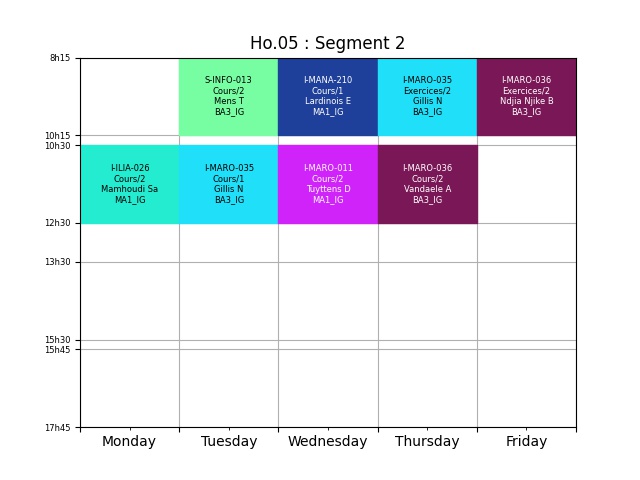 Ho.05 : Segment 2
8h15
S-INFO-013
Cours/2
Mens T
BA3_IG
I-MANA-210
Cours/1
Lardinois E
MA1_IG
I-MARO-035
Exercices/2
Gillis N
BA3_IG
I-MARO-036
Exercices/2
Ndjia Njike B
BA3_IG
10h15
10h30
I-ILIA-026
Cours/2
Mamhoudi Sa
MA1_IG
I-MARO-035
Cours/1
Gillis N
BA3_IG
I-MARO-011
Cours/2
Tuyttens D
MA1_IG
I-MARO-036
Cours/2
Vandaele A
BA3_IG
12h30
13h30
15h30
15h45
17h45
Monday
Tuesday
Wednesday
Thursday
Friday